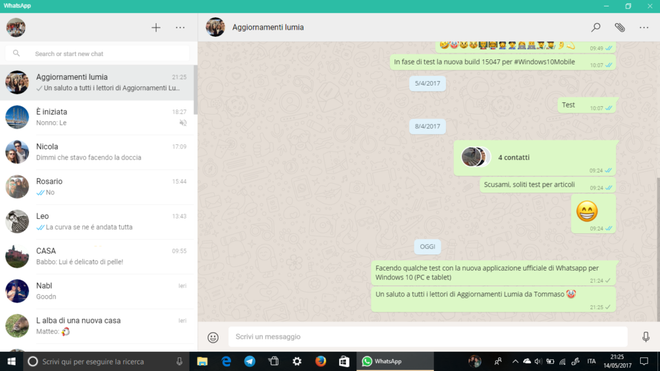 WhatsApp
Search or start new chat
Aggiornamenti lumia 21:25
Un saluto a tutti i lettori di Aggiornamenti Lu...
È iniziata 18:27
Nonno: Le
Nicola 17:09
Dimmi che stavo facendo la doccia
Rosario 15:44
No
Leo 13:43
La curva se ne è andata tutta
CASA 09:55
Babbo: Lui è delicato di pelle!
Nabl Ieri
Goodn
L alba di una nuova casa Ieri
Matteo:
Aggiornamenti lumia
09:49
In fase di test la nuova build 15047 per #Windows10Mobile
10:07
5/4/2017
Test
10:07
8/4/2017
4 contatti
09:24
Scusami, soliti test per articoli
09:24
09:24
OGGI
Facendo qualche test con la nuova applicazione ufficiale di Whatsapp per
Windows 10 (PC e tablet)
21:24
Un saluto a tutti i lettori di Aggiornamenti Lumia da Tommaso
21:25
Scrivi un messaggio
Scrivi qui per eseguire la ricerca
WhatsApp
ITA
21:25
14/05/2017